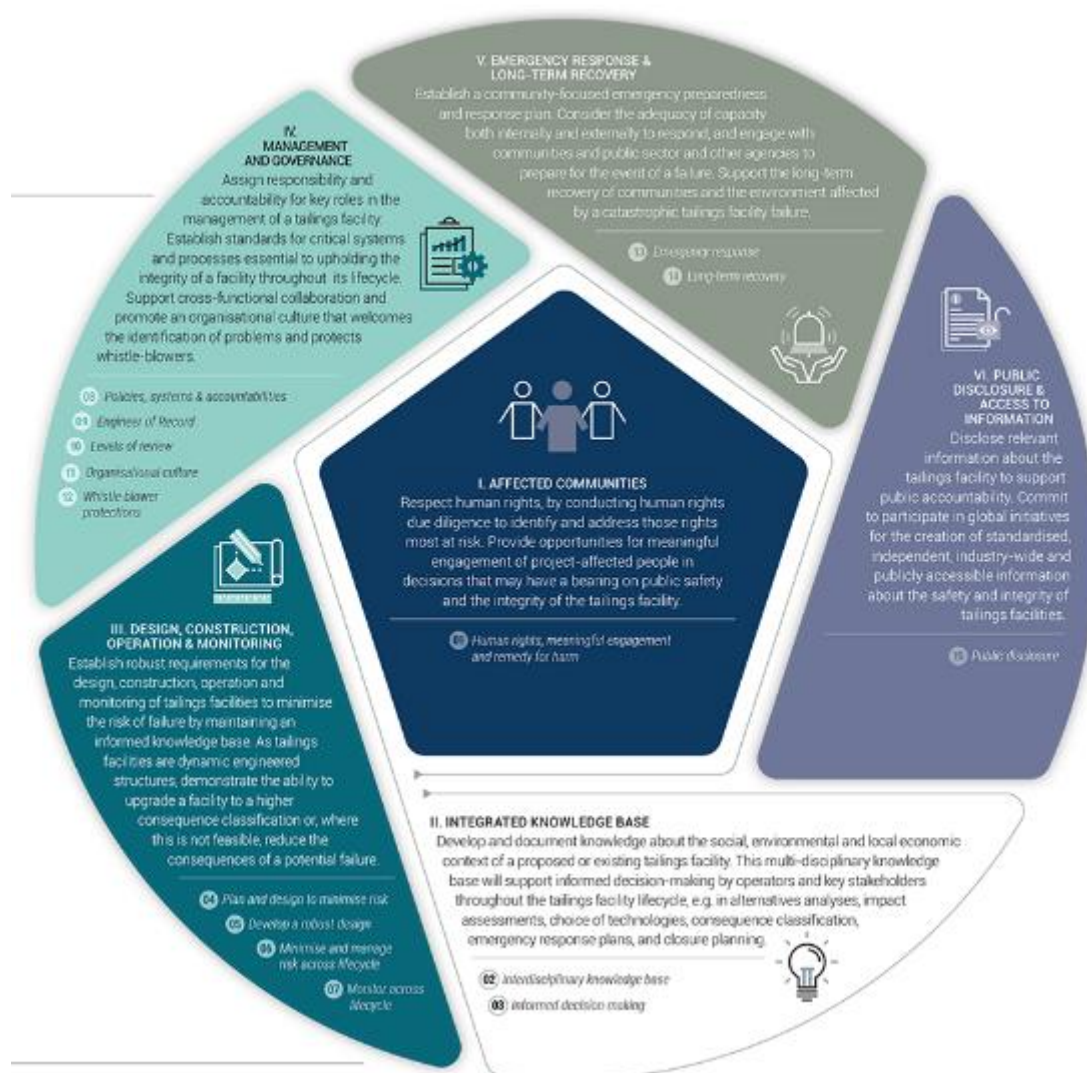 I. AFFECTED COMMUNITIES
Respect human rights, by conducting human rights
due diligence to identify and address those rights
most at risk. Provide opportunities for meaningful
engagement of project-affected people in
decisions that may have a bearing on public safety
and the integrity of the tailings facility.
01 Human rights, meaningful engagement
and remedy for harm
II. INTEGRATED KNOWLEDGE BASE
Develop and document knowledge about the social, environmental and local economic
context of a proposed or existing tailings facility. This multi-disciplinary knowledge
base will support informed decision-making by operators and key stakeholders
throughout the tailings facility lifecycle, e.g. in alternatives analyses, impact
assessments, choice of technologies, consequence classification,
emergency response plans, and closure planning.
02 Interdisciplinary knowledge base
03 Informed decision making
III. DESIGN, CONSTRUCTION,
OPERATION & MONITORING
Establish robust requirements for the
design, construction, operation and
monitoring of tailings facilities to minimise
the risk of failure by maintaining an
informed knowledge base. As tailings
facilities are dynamic engineered
structures, demonstrate the ability to
upgrade a facility to a higher
consequence classification or, where
this is not feasible, reduce the
consequences of a potential failure.
04 Plan and design to minimise risk
05 Develop a robust design
06 Minimise and manage
risk across lifecycle
07 Monitor across
lifecycle
IV.
MANAGEMENT
AND GOVERNANCE
Assign responsibility and
accountability for key roles in the
management of a tailings facility.
Establish standards for critical systems
and processes essential to upholding the
integrity of a facility throughout its lifecycle.
Support cross-functional collaboration and
promote an organisational culture that welcomes
the identification of problems and protects
whistle-blowers.
08 Policies, systems & accountabilities
09 Engineer of Record
10 Levels of review
11 Organisational culture
12 Whistle-blower
protections
V. EMERGENCY RESPONSE &
LONG-TERM RECOVERY
Establish a community-focused emergency preparedness
and response plan. Consider the adequacy of capacity
both internally and externally to respond, and engage with
communities and public sector and other agencies to
prepare for the event of a failure. Support the long-term
recovery of communities and the environment affected
by a catastrophic tailings facility failure.
13 Emergency response
14 Long-term recovery
VI. PUBLIC
DISCLOSURE &
ACCESS TO
INFORMATION
Disclose relevant
information about the
tailings facility to support
public accountability. Commit
to participate in global initiatives
for the creation of standardised,
independent, industry-wide and
publicly accessible information
about the safety and integrity of
tailings facilities.
15 Public disclosure